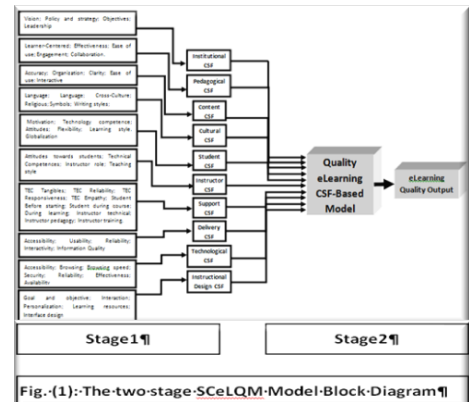 Vision; Policy and strategy; Objectives;
Leadership
Learner-Centered; Effectiveness; Ease of
use; Engagement; Collaboration.
Accuracy; Organization; Clarity; Ease of
use; Interactive
Language; Language; Cross-Culture;
Religious; Symbols; Writing styles;
Motivation; Technology competence;
Attitudes; Flexibility; Learning style;
Globalization
Attitudes towards students; Technical
Competences; Instructor role; Teaching
style
TEC Tangibles; TEC Reliability; TEC
Responsiveness; TEC Empathy; Student
Before starting; Student during course;
During learning; Instructor technical;
Instructor pedagogy; Instructor training.
Accessibility; Usability; Reliability;
Interactivity; Information Quality
Accessibility; Browsing; Browsing speed;
Security; Reliability; Effectiveness;
Availability
Goal and objective; Interaction;
Personalization; Learning resources;
Interface design
Institutional
CSF
Pedagogical
CSF
Content
CSF
Cultural
CSF
Student
CSF
Instructor
CSF
Support
CSF
Delivery
CSF
Technological
CSF
Instructional
Design CSF
Quality
eLearning
CSF-Based
Model
eLearning
Quality Output
Stage1¶
Stage2¶
Fig.·(1):·The·two·stage·SCeLQM·Model·Block·Diagram¶